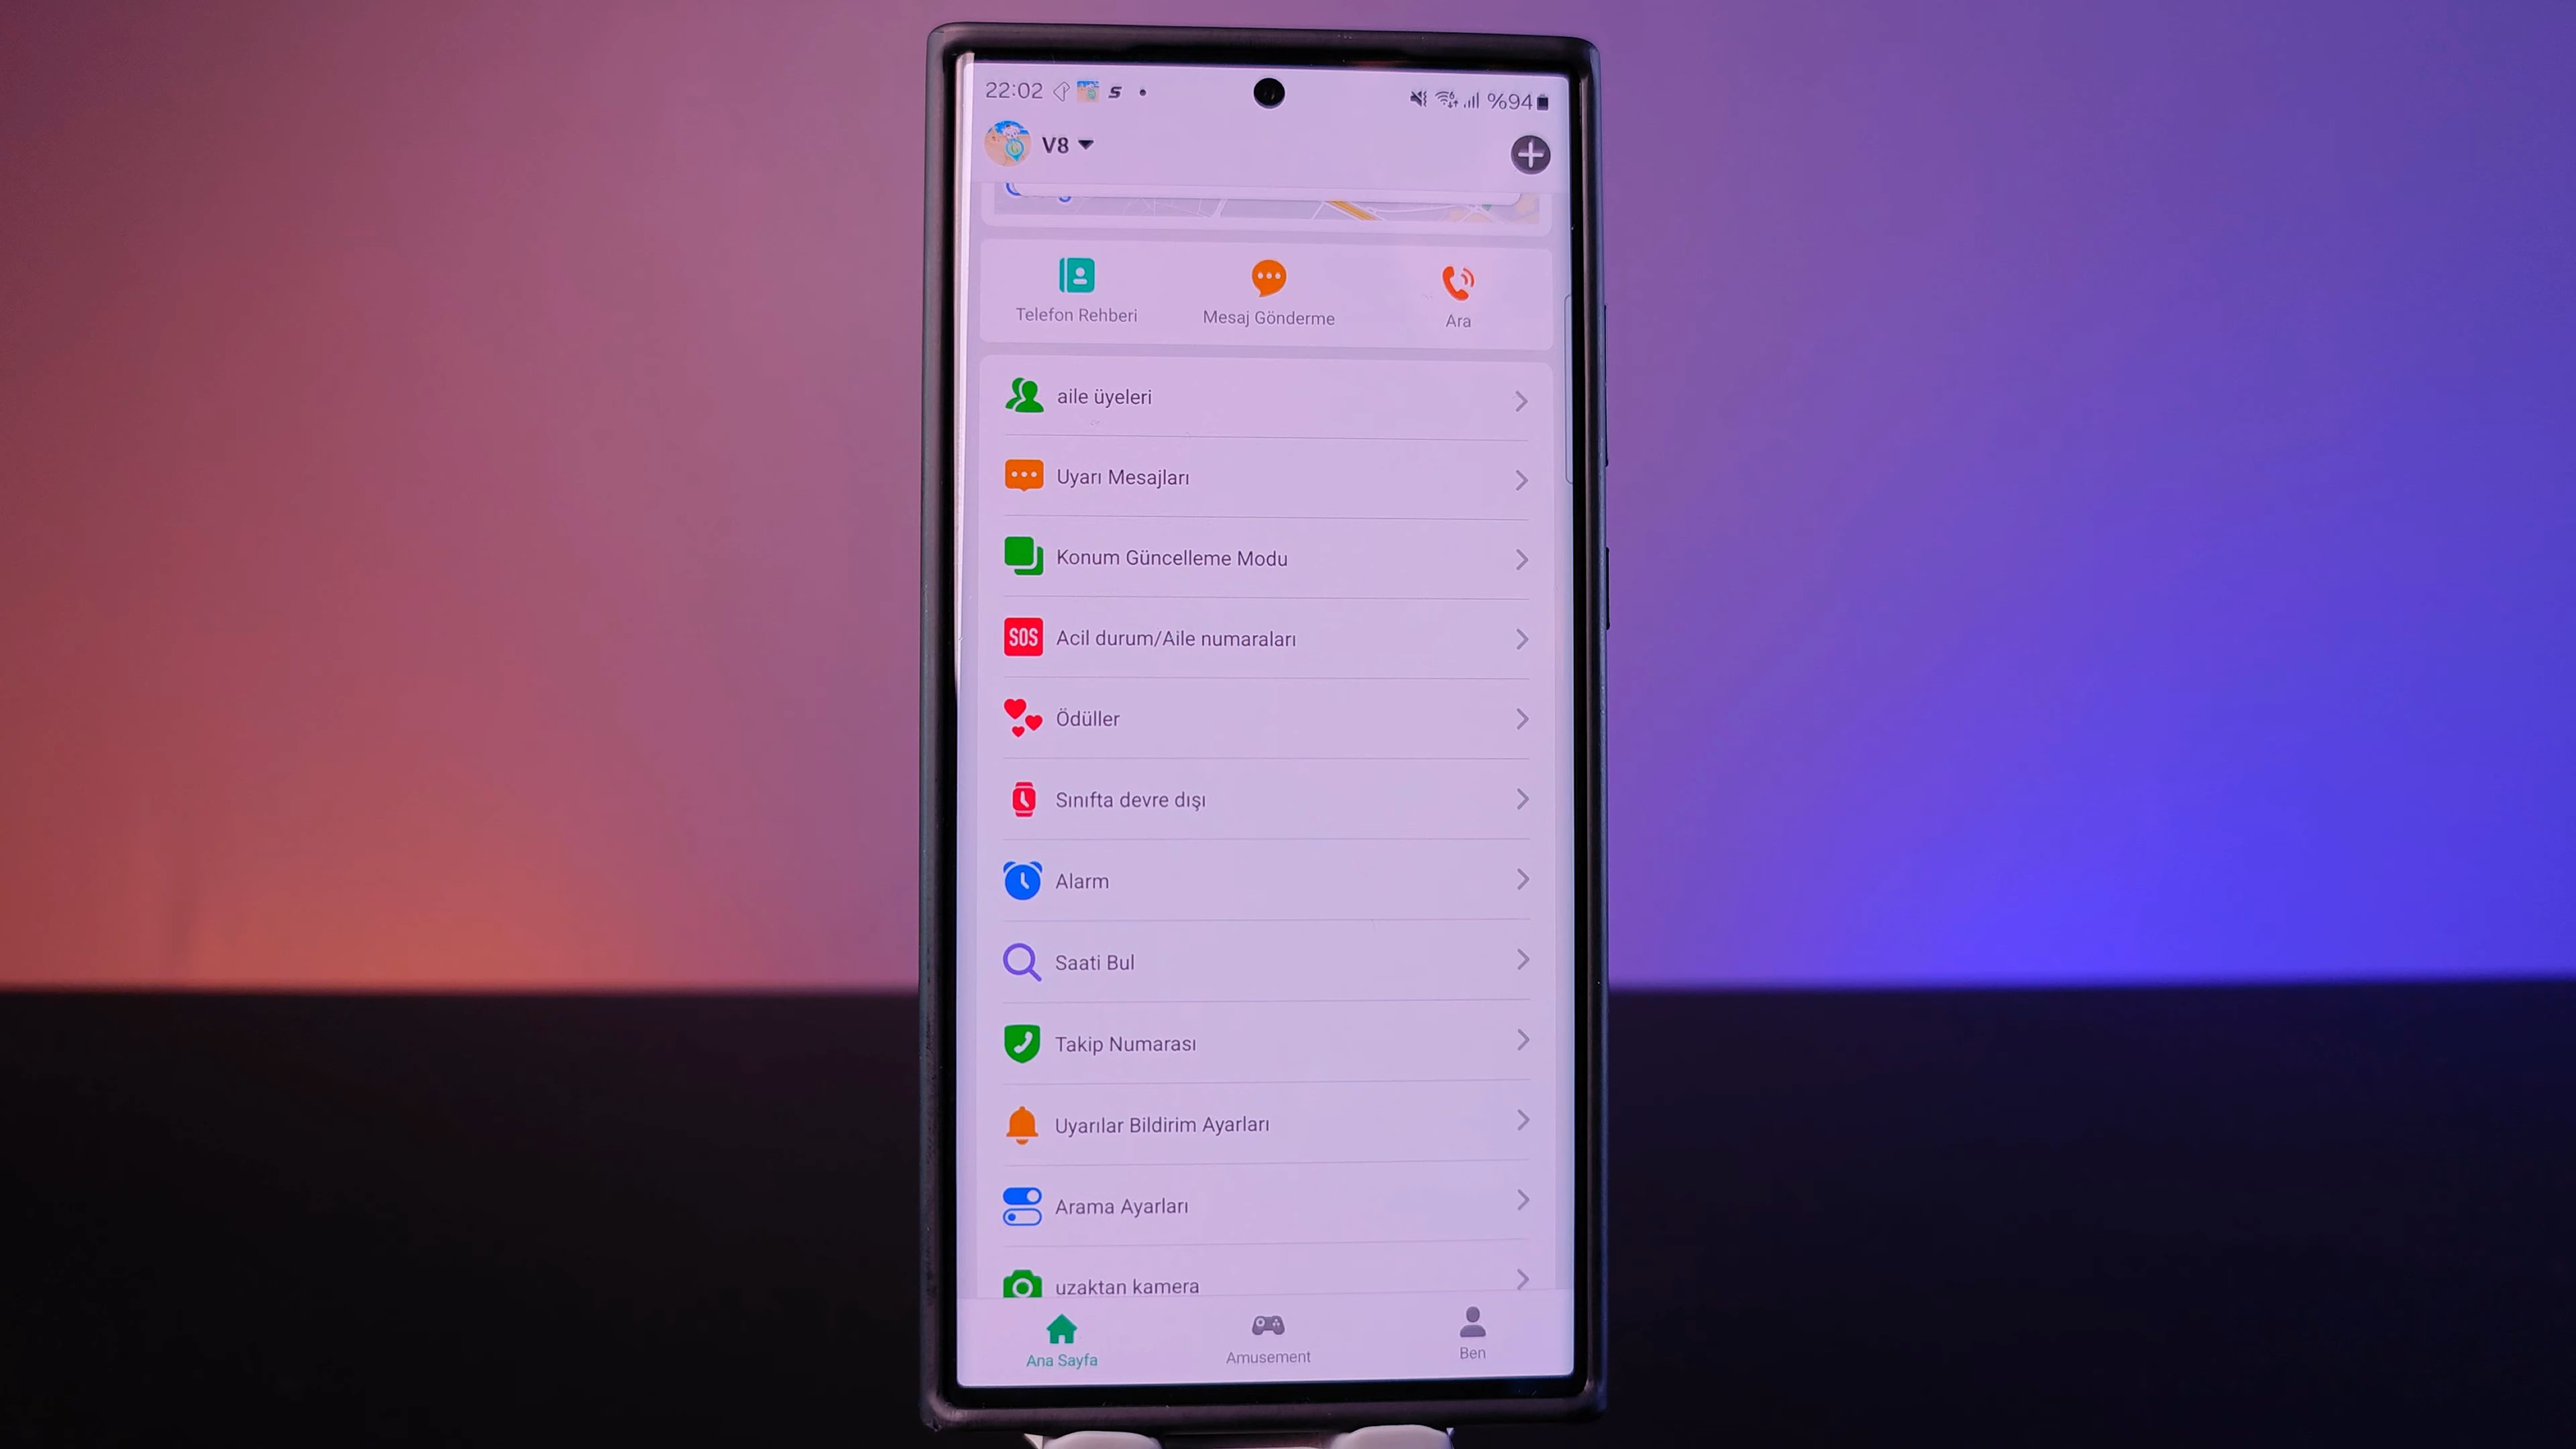 22:02 S %94
V8
Telefon Rehberi
Mesaj Gönderme
Ara
aile üyeleri
Uyarı Mesajları
Konum Güncelleme Modu
SOS Acil durum/Aile numaraları
Ödüller
Sınıfta devre dışı
Alarm
Saati Bul
Takip Numarası
Uyarılar Bildirim Ayarları
Arama Ayarları
uzaktan kamera
Ana Sayfa
Amusement
Ben